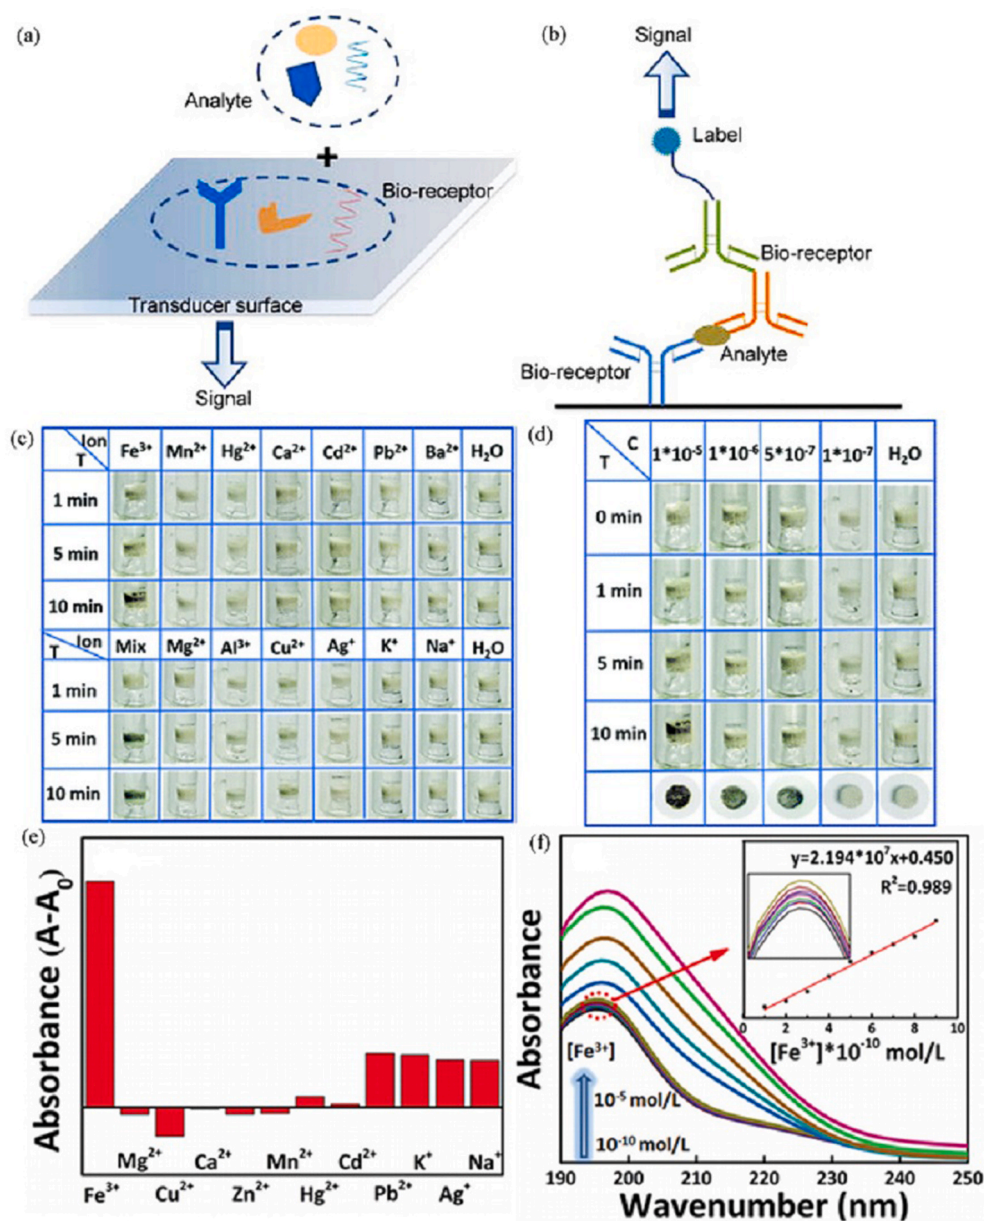 (a)
Analyte
+
Bio-receptor
Transducer surface
Signal
(b)
Signal
Label
Bio-receptor
Analyte
Bio-receptor
(c)
Ion T Fe³⁺ Mn²⁺ Hg²⁺ Ca²⁺ Cd²⁺ Pb²⁺ Ba²⁺ H₂O
1 min
5 min
10 min
Ion T Mix Mg²⁺ Al³⁺ Cu²⁺ Ag⁺ K⁺ Na⁺ H₂O
1 min
5 min
10 min
(d)
C T 1*10⁻⁵ 1*10⁻⁶ 5*10⁻⁷ 1*10⁻⁷ H₂O
0 min
1 min
5 min
10 min
(e)
Absorbance (A-A₀)
Mg²⁺ Ca²⁺ Mn²⁺ Cd²⁺ K⁺ Na⁺
Fe³⁺ Cu²⁺ Zn²⁺ Hg²⁺ Pb²⁺ Ag⁺
(f)
Absorbance
y=2.194*10⁷x+0.450
R²=0.989
0 2 4 6 8 10
[Fe³⁺]*10⁻¹⁰ mol/L
[Fe³⁺]
10⁻⁵ mol/L
10⁻¹⁰ mol/L
190 200 210 220 230 240 250
Wavenumber (nm)